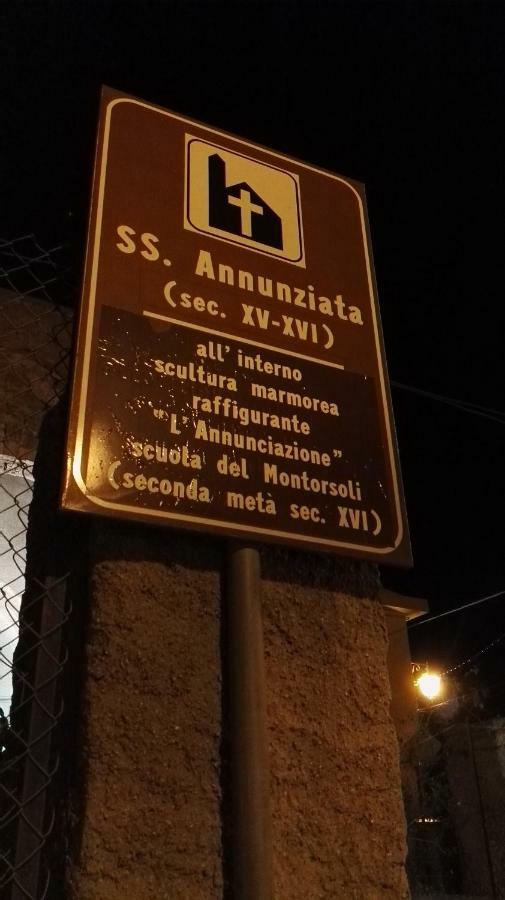 SS. Annunziata
(sec. XV-XVI)
all' interno
scultura marmorea
raffigurante
"L'Annunciazione"
scuola del Montorsoli
(seconda metà sec. XVI)